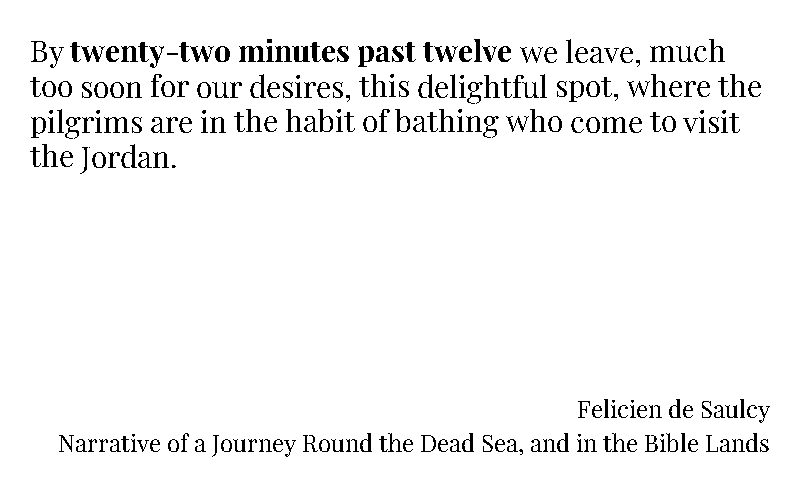 By twenty-two minutes past twelve we leave, much
too soon for our desires, this delightful spot, where the
pilgrims are in the habit of bathing who come to visit
the Jordan.
Felicien de Saulcy
Narrative of a Journey Round the Dead Sea, and in the Bible Lands